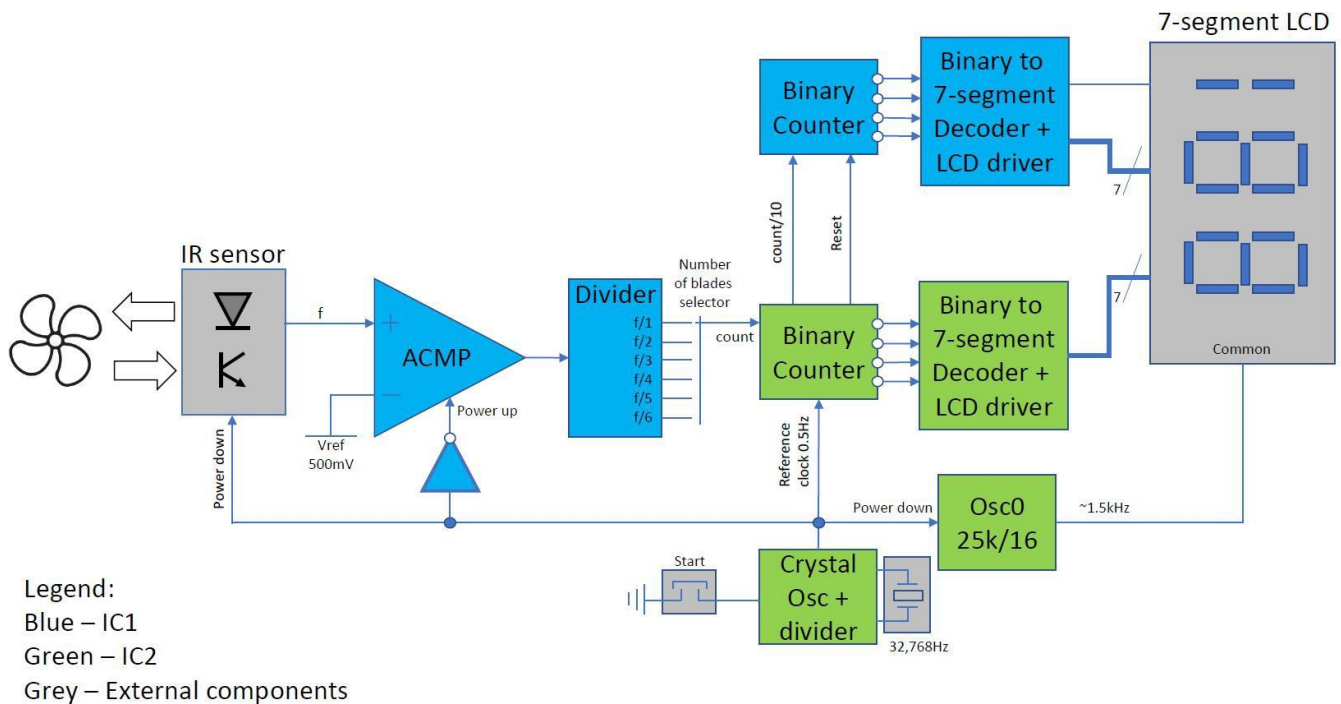 7-segment LCD
Binary
Counter
Binary to
7-segment
Decoder +
LCD driver
7
count/10
Reset
IR sensor
f
+
ACMP
Power up
Vref
500mV
Power down
Divider
f/1
f/2
f/3
f/4
f/5
f/6
Number
of blades
selector
count
Binary
Counter
Binary to
7-segment
Decoder +
LCD driver
7
Common
Reference
clock 0.5Hz
Power down
Osc0
25k/16
~1.5kHz
Start
Crystal
Osc +
divider
32,768Hz
Legend:
Blue – IC1
Green – IC2
Grey – External components